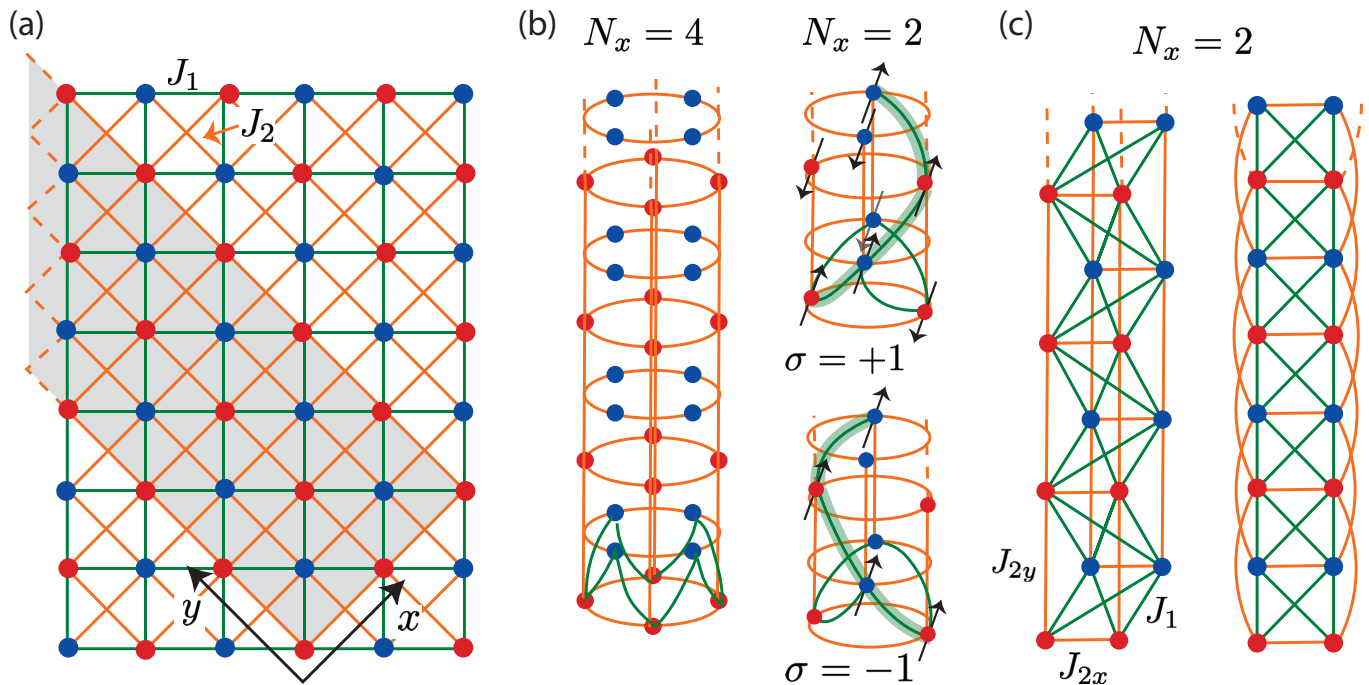 (a)
J₁
J₂
y
x
(b)
Nₓ = 4
Nₓ = 2
σ = +1
σ = −1
(c)
Nₓ = 2
J₂y
J₁
J₂x